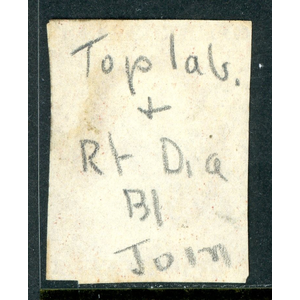 Top lab.
+
Rt Dia
Bl
Join